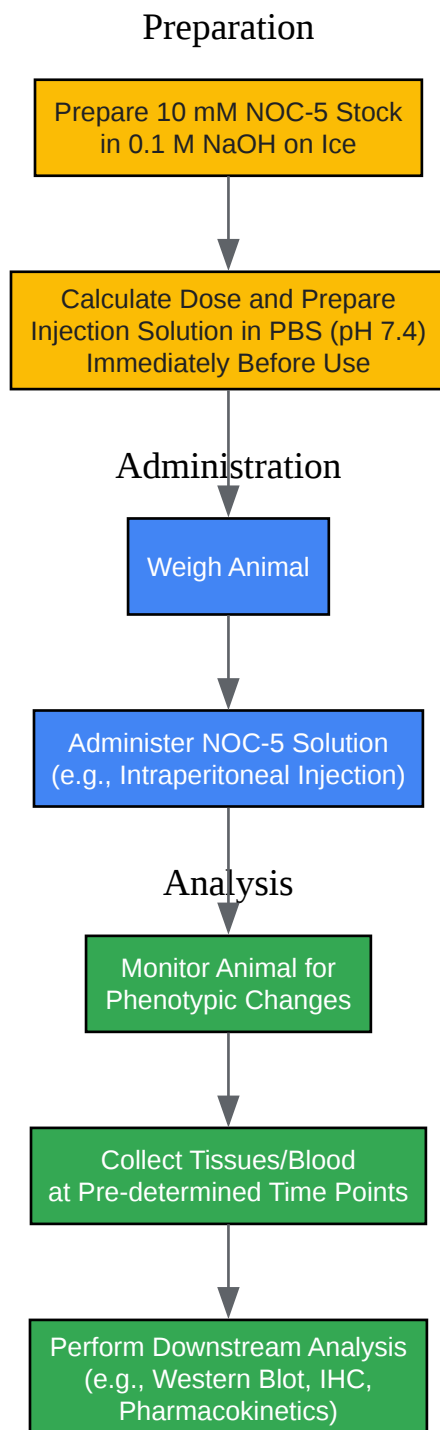 Preparation
Prepare 10 mM NOC-5 Stock
in 0.1 M NaOH on Ice
Calculate Dose and Prepare
Injection Solution in PBS (pH 7.4)
Immediately Before Use
Administration
Weigh Animal
Administer NOC-5 Solution
(e.g., Intraperitoneal Injection)
Analysis
Monitor Animal for
Phenotypic Changes
Collect Tissues/Blood
at Pre-determined Time Points
Perform Downstream Analysis
(e.g., Western Blot, IHC,
Pharmacokinetics)